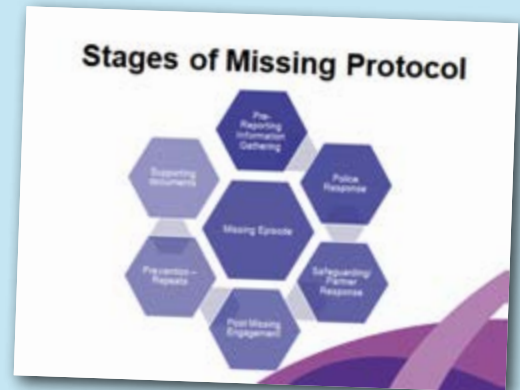 Stages of Missing Protocol
Pre-
Reporting
Information
Gathering
Police
Response
Safeguarding/
Partner
Response
Post Missing
Engagement
Prevention –
Repeats
Supporting
documents
Missing Episode